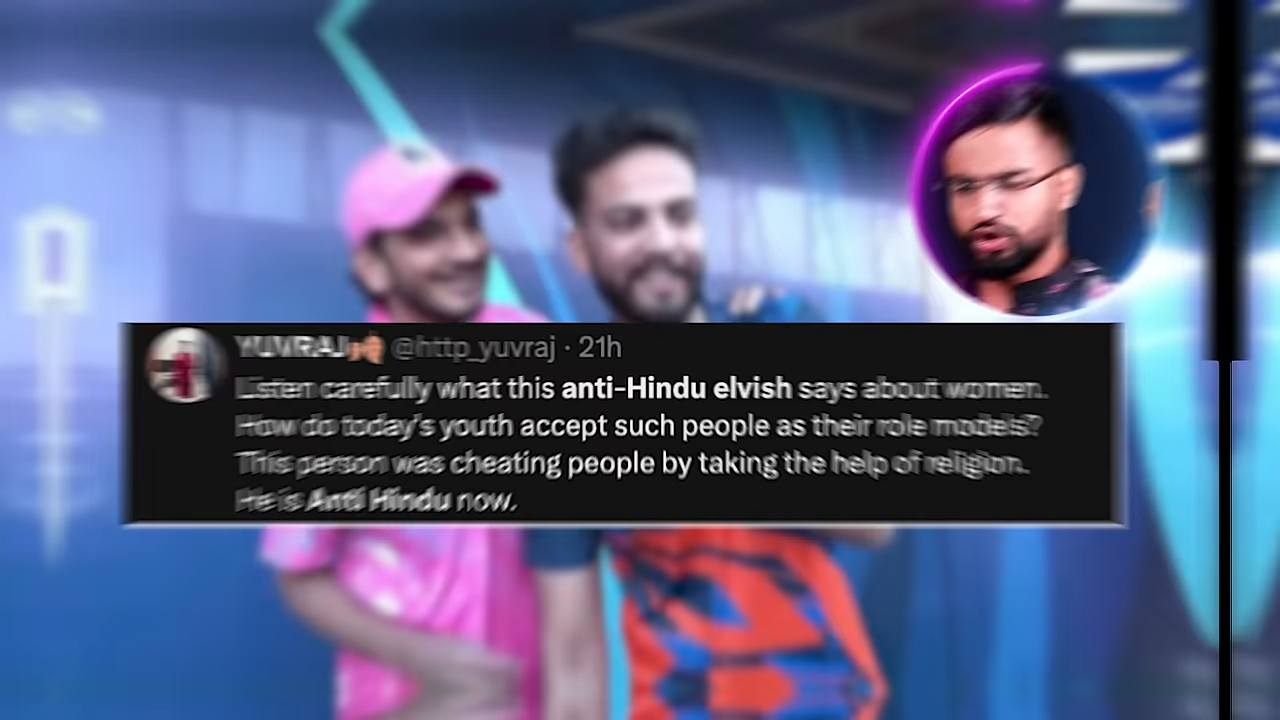 YUVRAJ @http_yuvraj · 21h
Listen carefully what this anti-Hindu elvish says about women.
How do today's youth accept such people as their role models?
This person was cheating people by taking the help of religion.
He is Anti Hindu now.